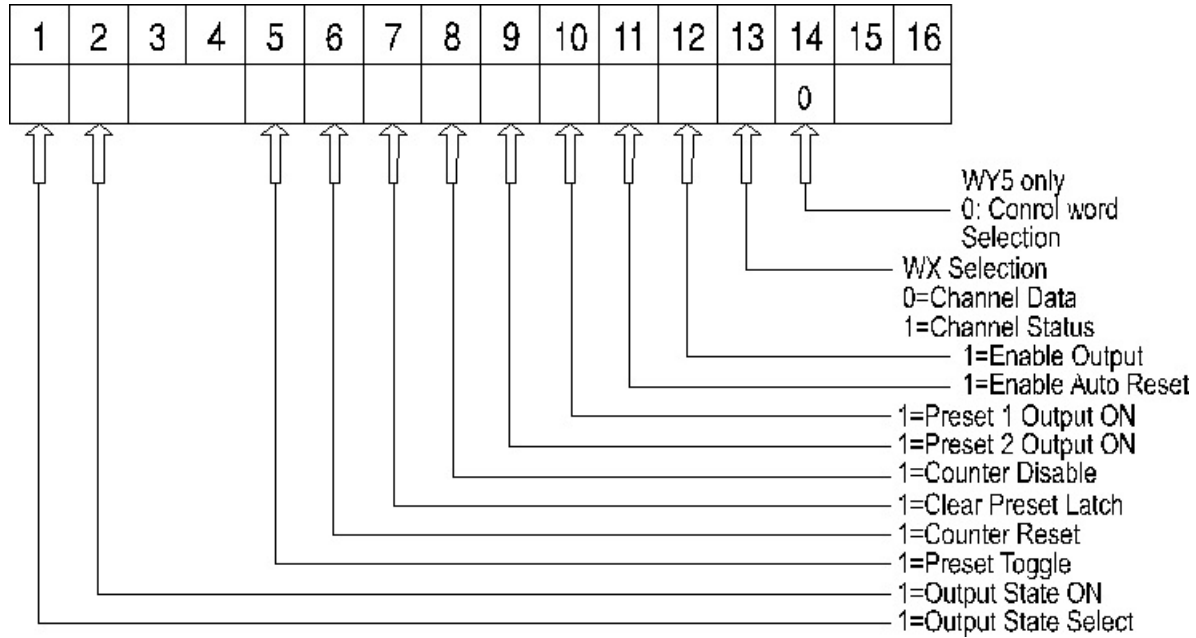 1 2 3 4 5 6 7 8 9 10 11 12 13 14 15 16
0
WY5 only
0: Conrol word
Selection
WX Selection
0=Channel Data
1=Channel Status
1=Enable Output
1=Enable Auto Reset
1=Preset 1 Output ON
1=Preset 2 Output ON
1=Counter Disable
1=Clear Preset Latch
1=Counter Reset
1=Preset Toggle
1=Output State ON
1=Output State Select